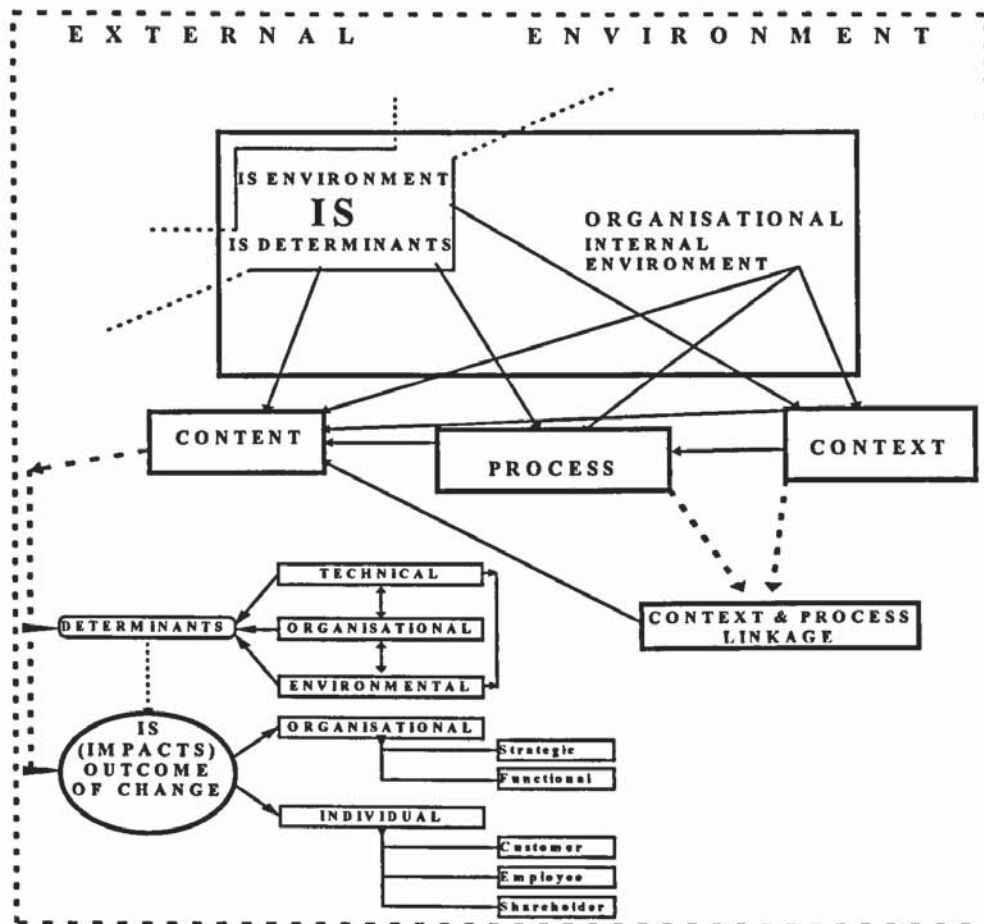 EXTERNAL ENVIRONMENT
IS ENVIRONMENT
IS
IS DETERMINANTS
ORGANISATIONAL
INTERNAL
ENVIRONMENT
CONTENT
PROCESS
CONTEXT
TECHNICAL
DETERMINANTS
ORGANISATIONAL
CONTEXT & PROCESS
LINKAGE
ENVIRONMENTAL
IS
(IMPACTS)
OUTCOME
OF CHANGE
ORGANISATIONAL
Strategic
Functional
INDIVIDUAL
Customer
Employee
Shareholder